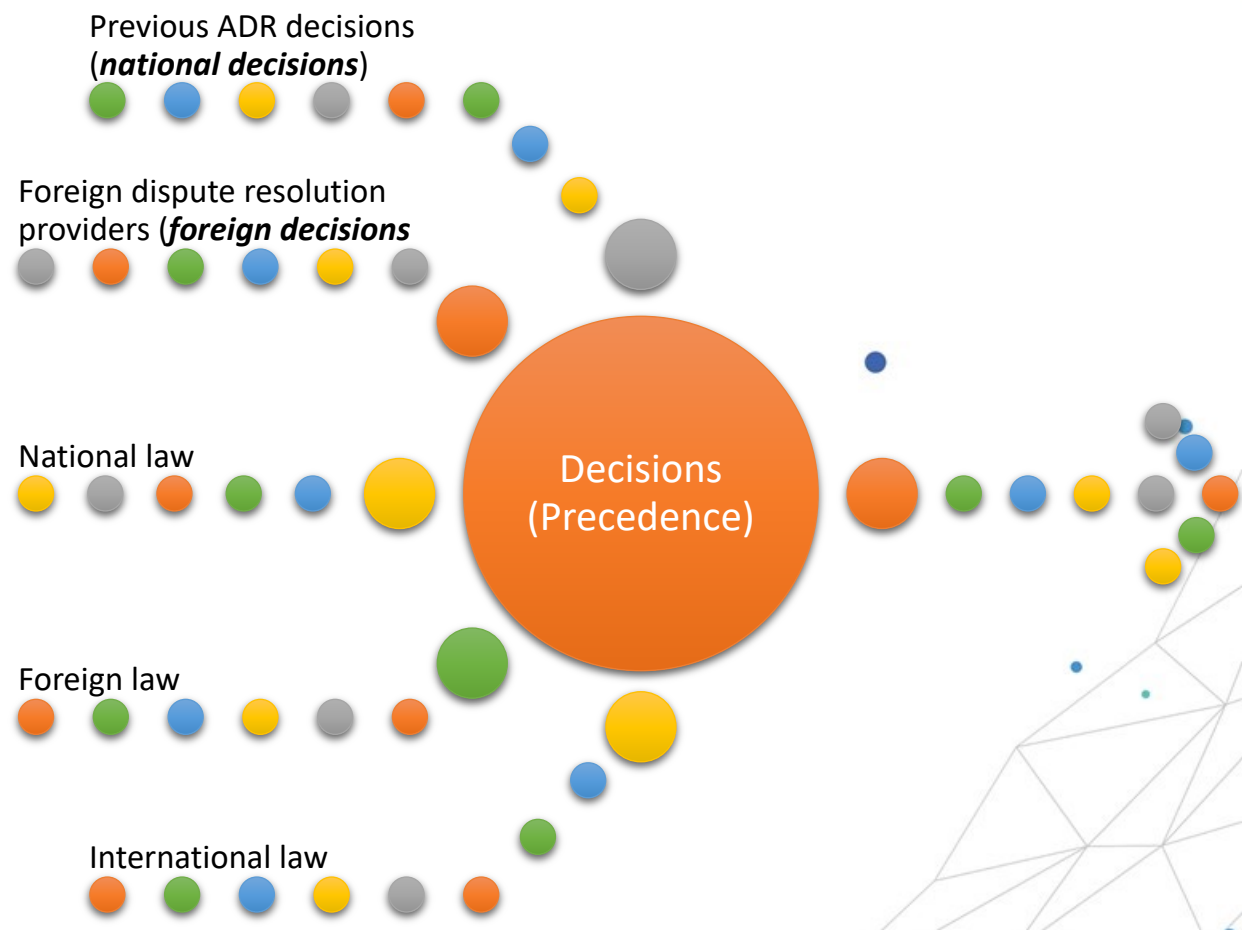 Previous ADR decisions
(national decisions)
Foreign dispute resolution
providers (foreign decisions
National law
Decisions
(Precedence)
Foreign law
International law